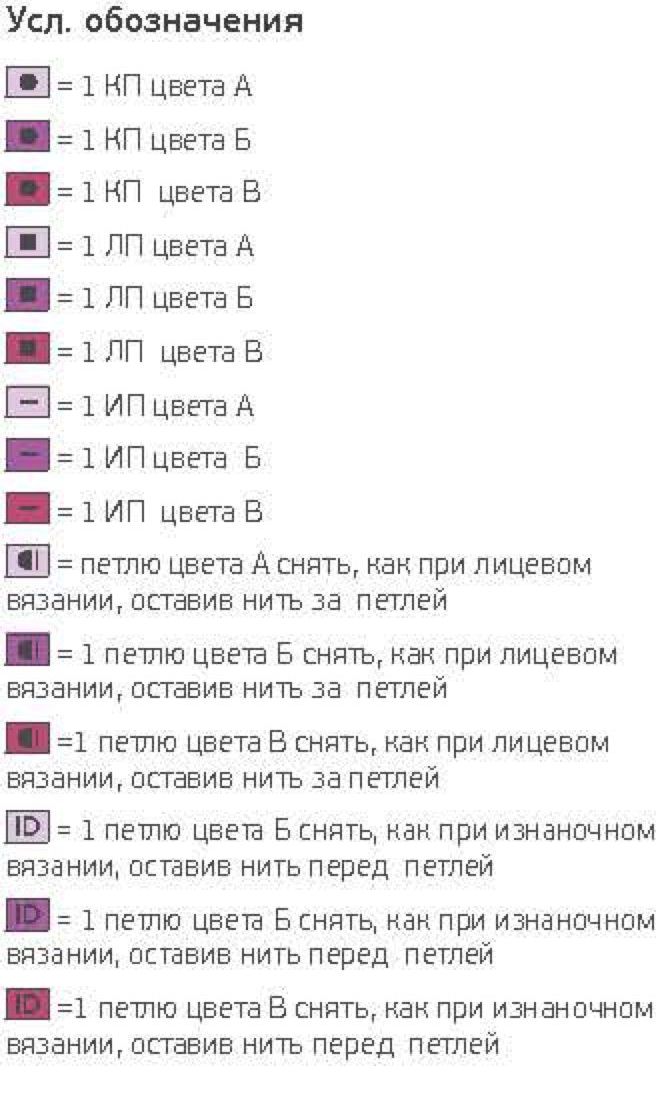 Усл. обозначения
= 1 КП цвета А
= 1 КП цвета Б
= 1 КП цвета В
= 1 ЛП цвета А
= 1 ЛП цвета Б
= 1 ЛП цвета В
= 1 ИП цвета А
= 1 ИП цвета Б
= 1 ИП цвета В
= петлю цвета А снять, как при лицевом
вязании, оставив нить за петлей
= 1 петлю цвета Б снять, как при лицевом
вязании, оставив нить за петлей
=1 петлю цвета В снять, как при лицевом
вязании, оставив нить за петлей
= 1 петлю цвета Б снять, как при изнаночном
вязании, оставив нить перед петлей
= 1 петлю цвета Б снять, как при изнаночном
вязании, оставив нить перед петлей
=1 петлю цвета В снять, как при изнаночном
вязании, оставив нить перед петлей